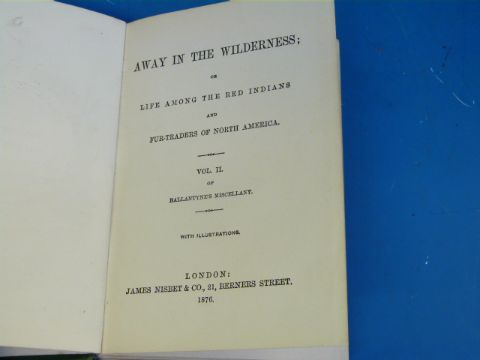 AWAY IN THE WILDERNESS;
OR
LIFE AMONG THE RED INDIANS
AND
FUR-TRADERS OF NORTH AMERICA.
VOL. II.
OF
BALLANTYNE'S MISCELLANY.
WITH ILLUSTRATIONS.
LONDON:
JAMES NISBET & CO., 21, BERNERS STREET.
1876.